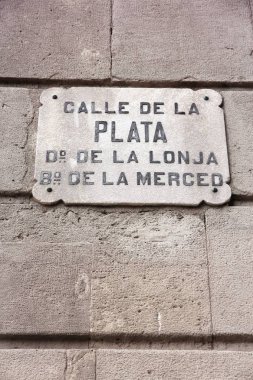 CALLE DE LA
PLATA
Dº DE LA LONJA
Bº DE LA MERCED